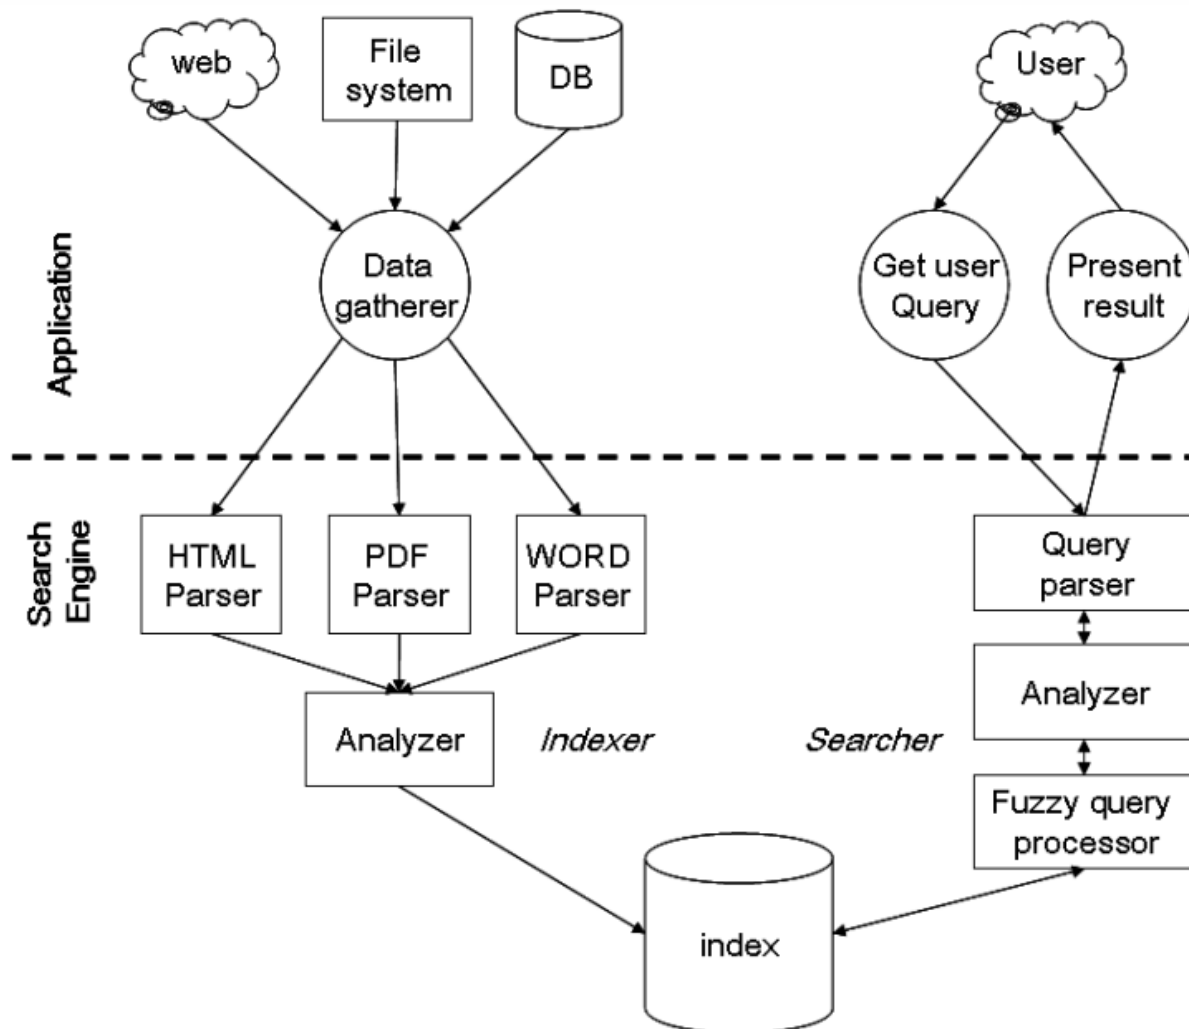 web
File
system
DB
User
Application
Data
gatherer
Get user
Query
Present
result
Search
Engine
HTML
Parser
PDF
Parser
WORD
Parser
Query
parser
Analyzer
Indexer
Searcher
Analyzer
Fuzzy query
processor
index